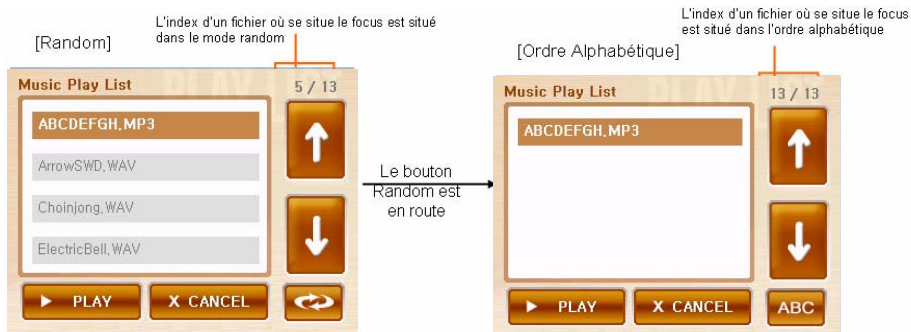 L'index d'un fichier où se situe le focus est situé
dans le mode random
[Random]
Music Play List
5 / 13
ABCDEFGH,MP3
ArrowSWD,WAV
Choinjong,WAV
ElectricBell,WAV
PLAY
X CANCEL
Le bouton
Random est
en route
L'index d'un fichier où se situe le focus
est situé dans l'ordre alphabétique
[Ordre Alphabétique]
Music Play List
13 / 13
ABCDEFGH,MP3
PLAY
X CANCEL
ABC